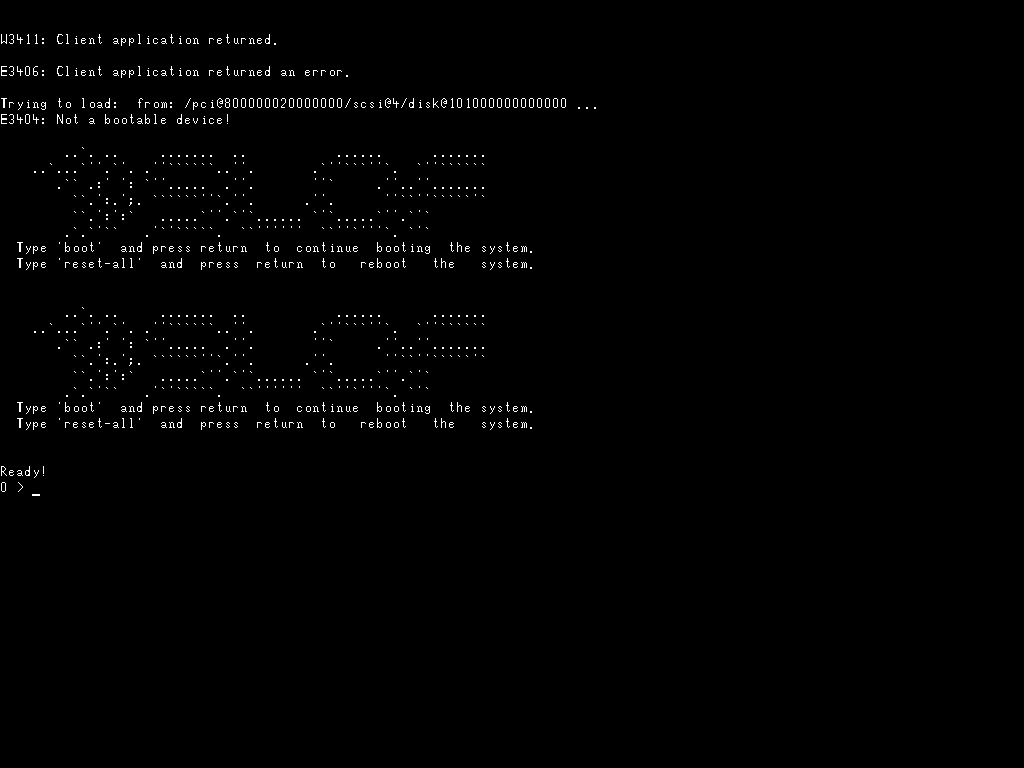 W3411: Client application returned.
E3406: Client application returned an error.
Trying to load:  from: /pci@800000020000000/scsi@4/disk@101000000000000 ...
E3404: Not a bootable device!
Type 'boot' and press return to continue booting the system.
Type 'reset-all' and press return to reboot the system.
Type 'boot' and press return to continue booting the system.
Type 'reset-all' and press return to reboot the system.
Ready!
0 > _